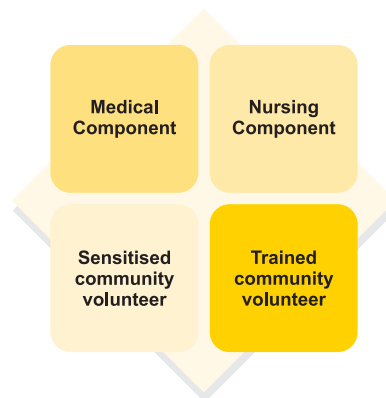 Medical
Component
Nursing
Component
Sensitised
community
volunteer
Trained
community
volunteer